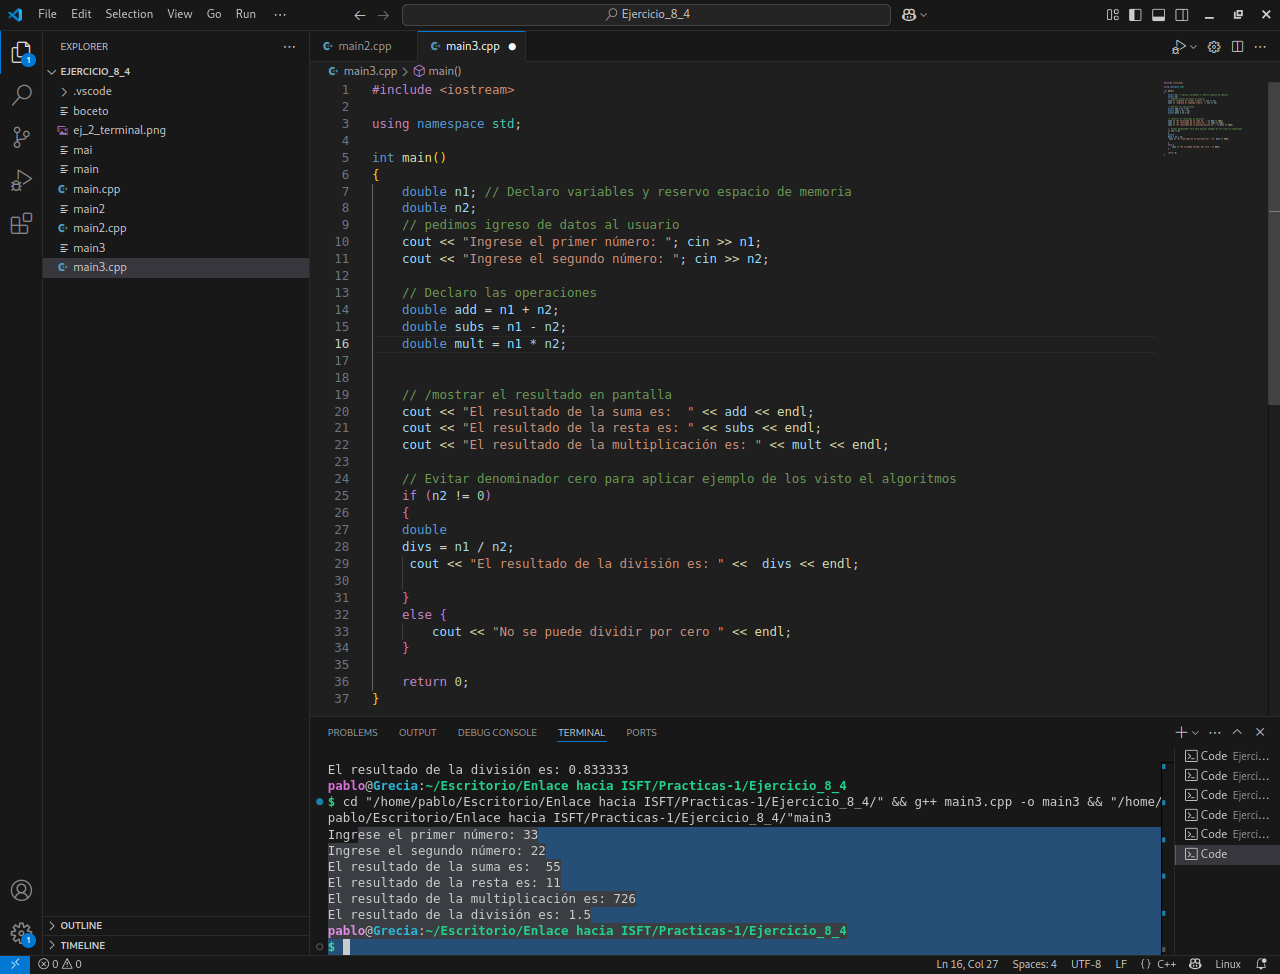 File Edit Selection View Go Run ··· Ejercicio_8_4
EXPLORER ···
EJERCICIO_8_4
.vscode
boceto
ej_2_terminal.png
mai
main
main.cpp
main2
main2.cpp
main3
main3.cpp
OUTLINE
TIMELINE
main2.cpp main3.cpp
main3.cpp > main()
1 #include <iostream>
2
3 using namespace std;
4
5 int main()
6 {
7 double n1; // Declaro variables y reservo espacio de memoria
8 double n2;
9 // pedimos igreso de datos al usuario
10 cout << "Ingrese el primer número: "; cin >> n1;
11 cout << "Ingrese el segundo número: "; cin >> n2;
12
13 // Declaro las operaciones
14 double add = n1 + n2;
15 double subs = n1 - n2;
16 double mult = n1 * n2;
17
18
19 // /mostrar el resultado en pantalla
20 cout << "El resultado de la suma es:  " << add << endl;
21 cout << "El resultado de la resta es: " << subs << endl;
22 cout << "El resultado de la multiplicación es: " << mult << endl;
23
24 // Evitar denominador cero para aplicar ejemplo de los visto el algoritmos
25 if (n2 != 0)
26 {
27 double
28 divs = n1 / n2;
29 cout << "El resultado de la división es: " <<  divs << endl;
30
31 }
32 else {
33 cout << "No se puede dividir por cero " << endl;
34 }
35
36 return 0;
37 }
PROBLEMS OUTPUT DEBUG CONSOLE TERMINAL PORTS
El resultado de la división es: 0.833333
pablo@Grecia:~/Escritorio/Enlace hacia ISFT/Practicas-1/Ejercicio_8_4
$ cd "/home/pablo/Escritorio/Enlace hacia ISFT/Practicas-1/Ejercicio_8_4/" && g++ main3.cpp -o main3 && "/home/
pablo/Escritorio/Enlace hacia ISFT/Practicas-1/Ejercicio_8_4/"main3
Ingrese el primer número: 33
Ingrese el segundo número: 22
El resultado de la suma es:  55
El resultado de la resta es: 11
El resultado de la multiplicación es: 726
El resultado de la división es: 1.5
pablo@Grecia:~/Escritorio/Enlace hacia ISFT/Practicas-1/Ejercicio_8_4
$
Code Ejerci...
Code Ejerci...
Code Ejerci...
Code Ejerci...
Code Ejerci...
Code
1
1
0 0 Ln 16, Col 27 Spaces: 4 UTF-8 LF {} C++ Linux